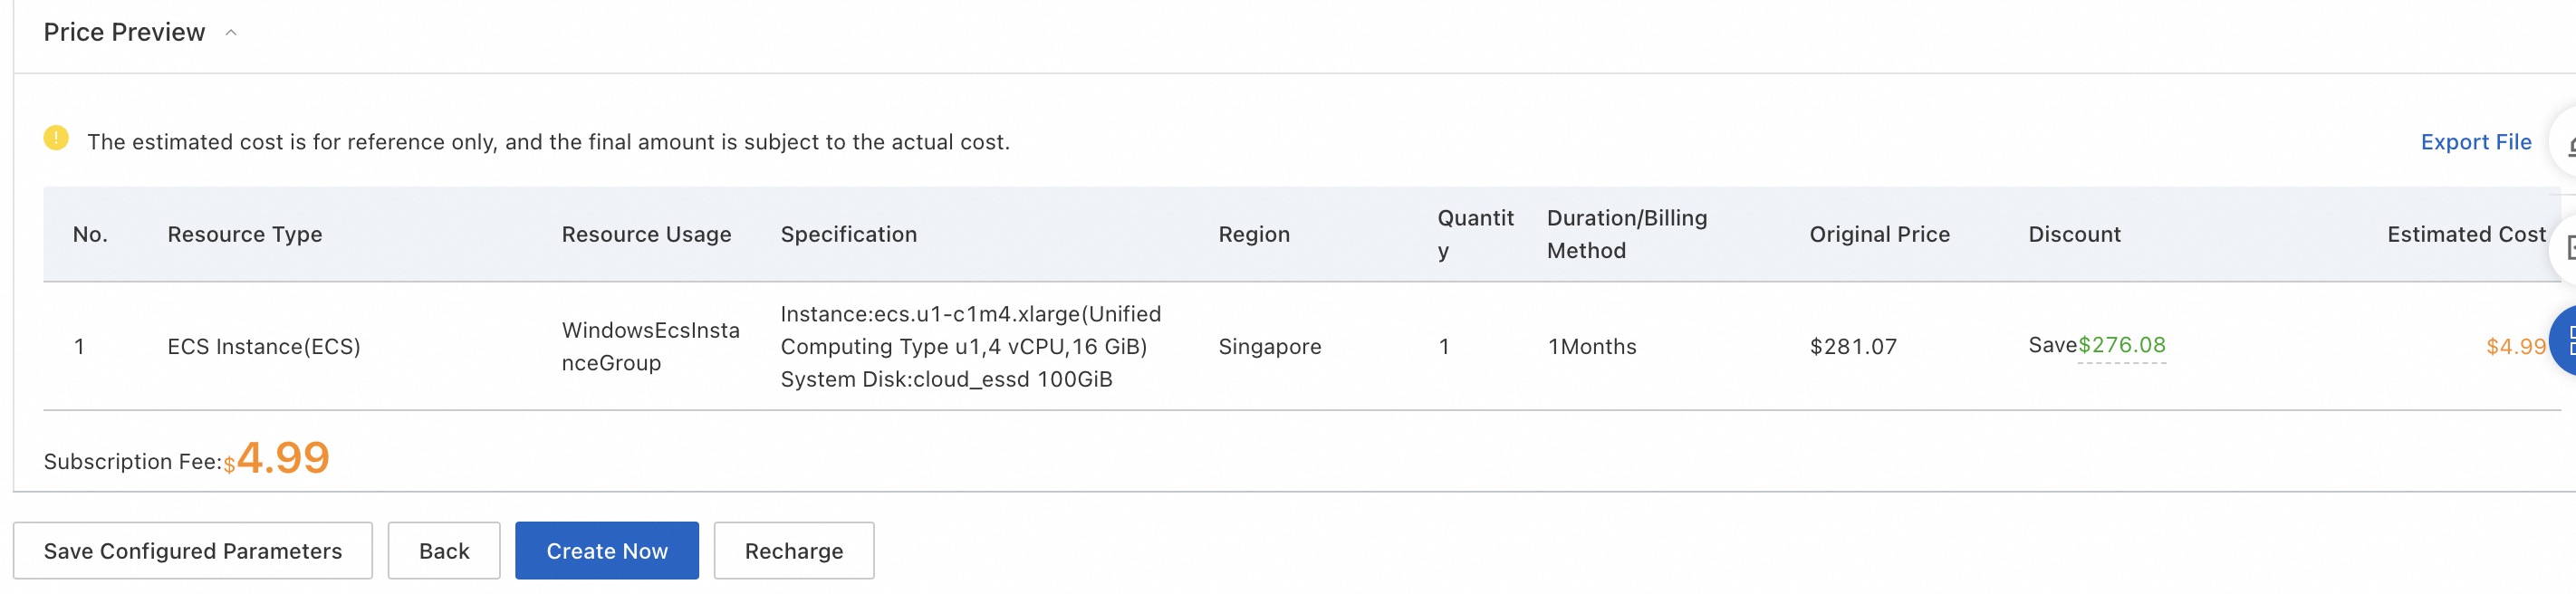 Price Preview
The estimated cost is for reference only, and the final amount is subject to the actual cost.
Export File
No.
Resource Type
Resource Usage
Specification
Region
Quantit
y
Duration/Billing
Method
Original Price
Discount
Estimated Cost
1
ECS Instance(ECS)
WindowsEcsInsta
nceGroup
Instance:ecs.u1-c1m4.xlarge(Unified
Computing Type u1,4 vCPU,16 GiB)
System Disk:cloud_essd 100GiB
Singapore
1
1Months
$281.07
Save$276.08
$4.99
Subscription Fee:$4.99
Save Configured Parameters
Back
Create Now
Recharge